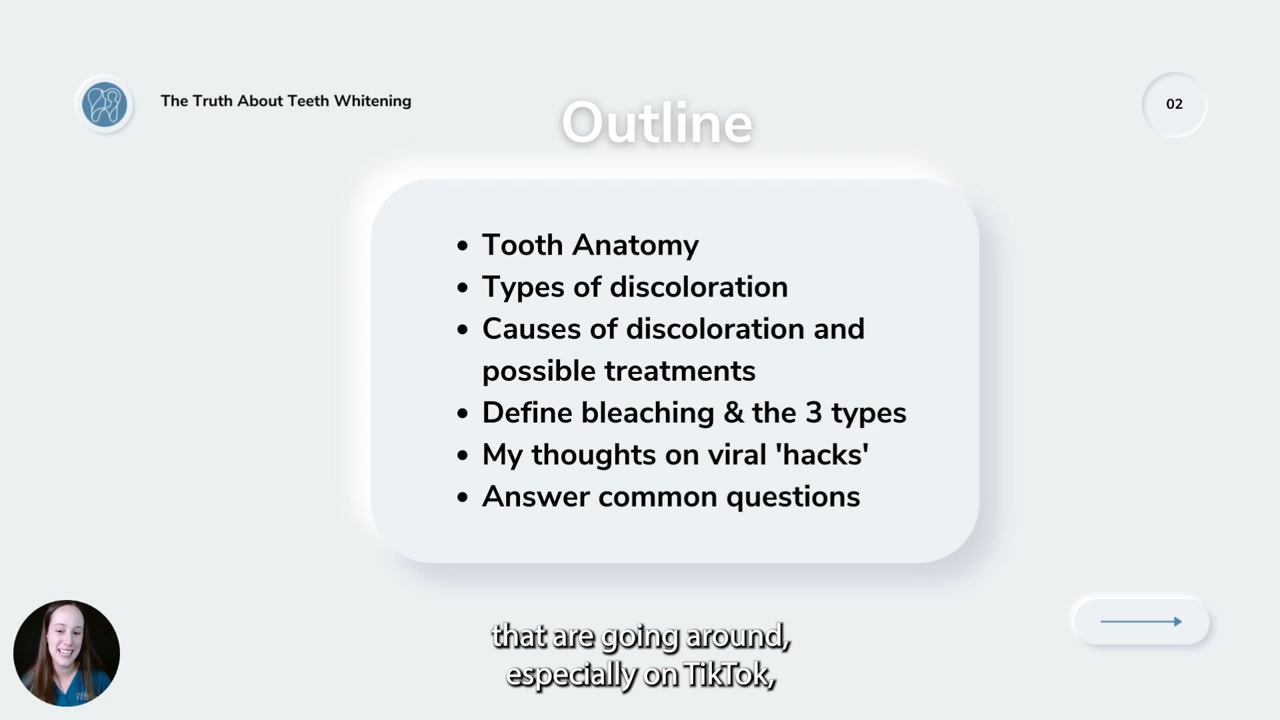 The Truth About Teeth Whitening
02
Outline
• Tooth Anatomy
• Types of discoloration
• Causes of discoloration and
possible treatments
• Define bleaching & the 3 types
• My thoughts on viral 'hacks'
• Answer common questions
that are going around,
especially on TikTok,